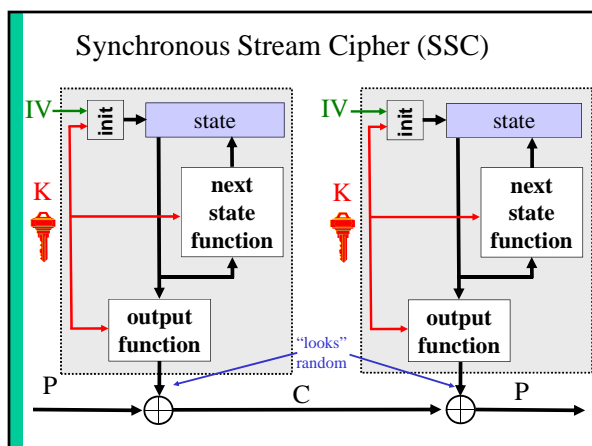 Synchronous Stream Cipher (SSC)
IV
init
state
K
next
state
function
output
function
IV
init
state
K
next
state
function
output
function
“looks”
random
P
C
P